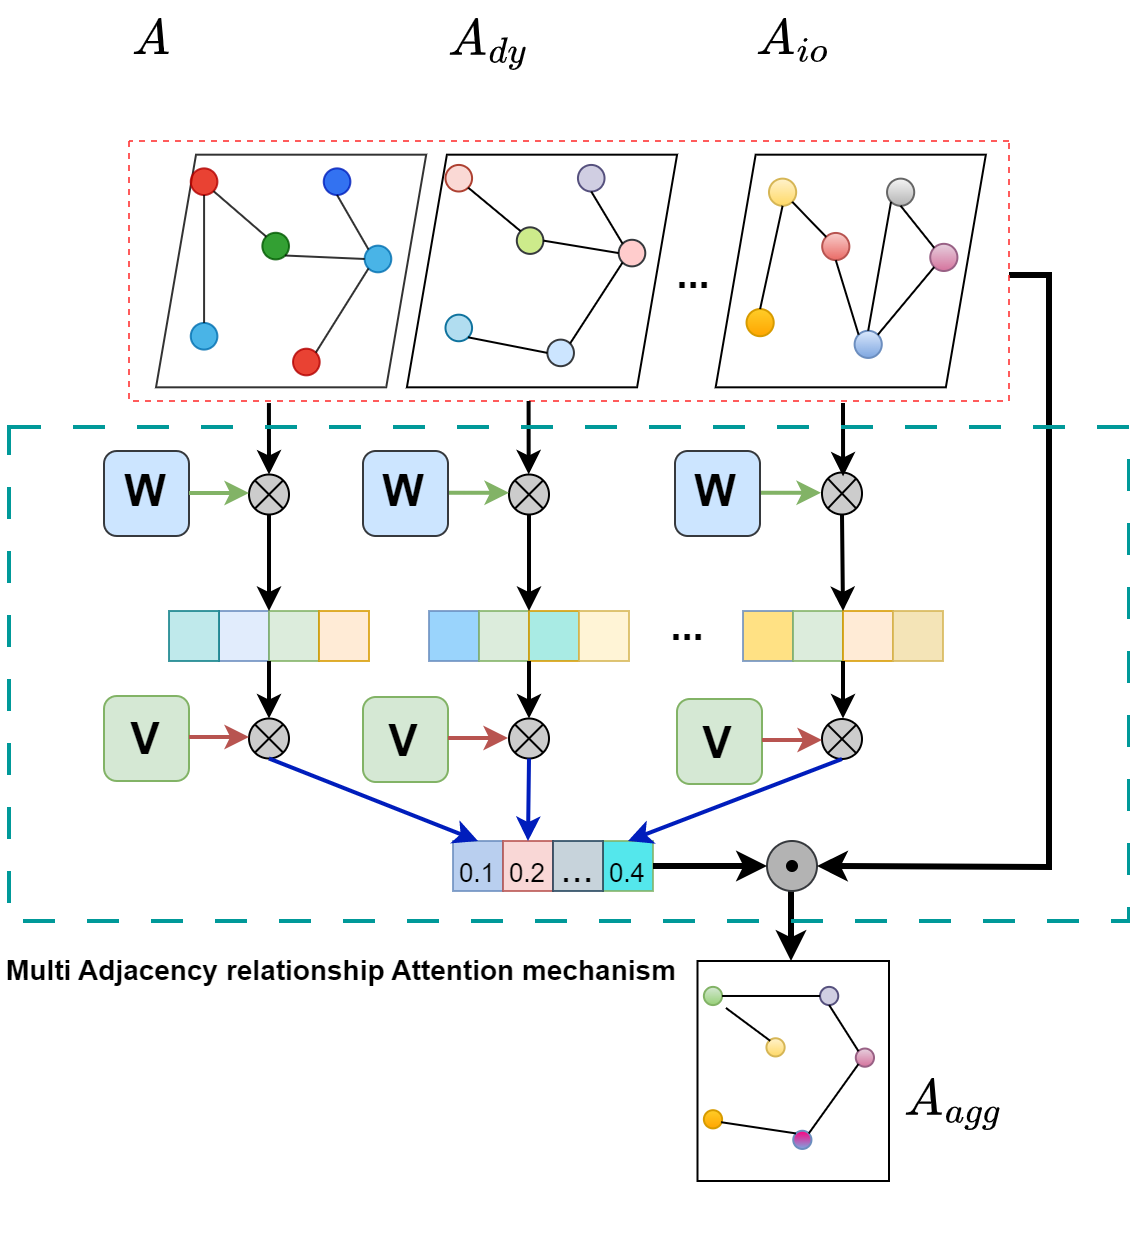 A A_{dy} A_{io}
...
W W W
...
V V V
0.1 0.2 ... 0.4
Multi Adjacency relationship Attention mechanism
A_{agg}